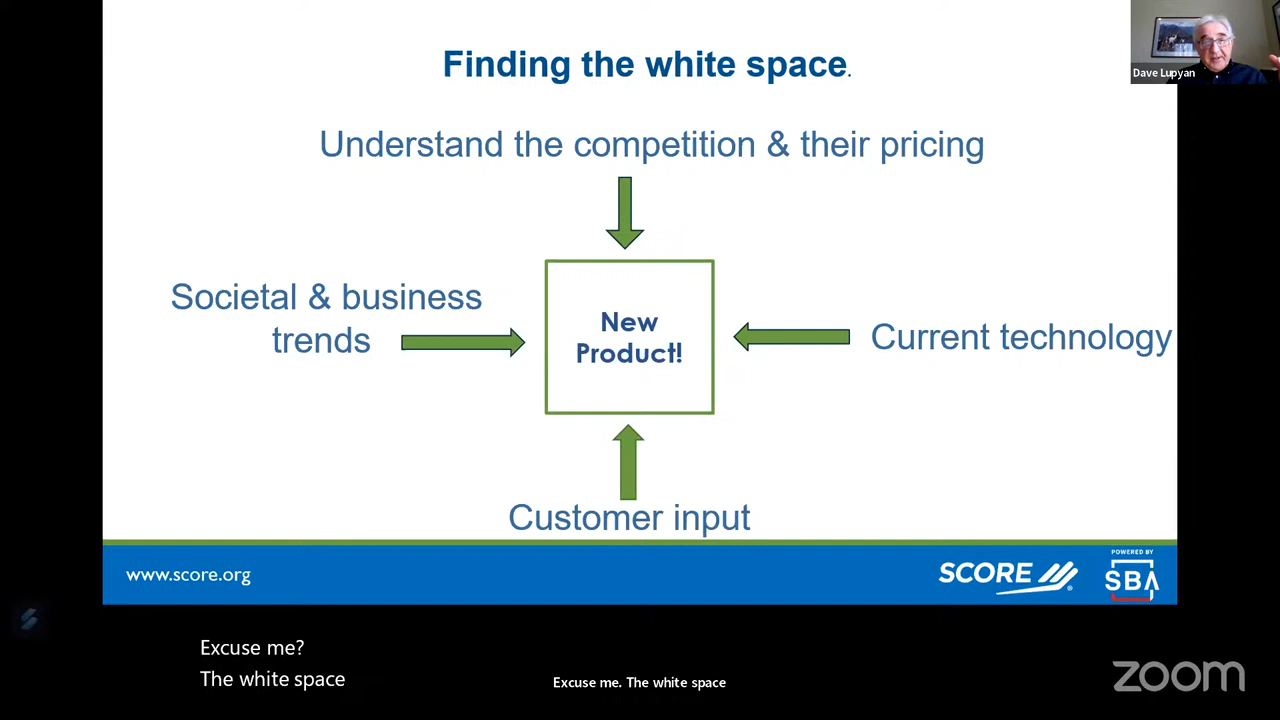 Finding the white space.
Dave Lupyan
Understand the competition & their pricing
Societal & business
trends
New
Product!
Current technology
Customer input
www.score.org
SCORE
®
POWERED BY
SBA
Excuse me?
The white space
Excuse me. The white space
zoom